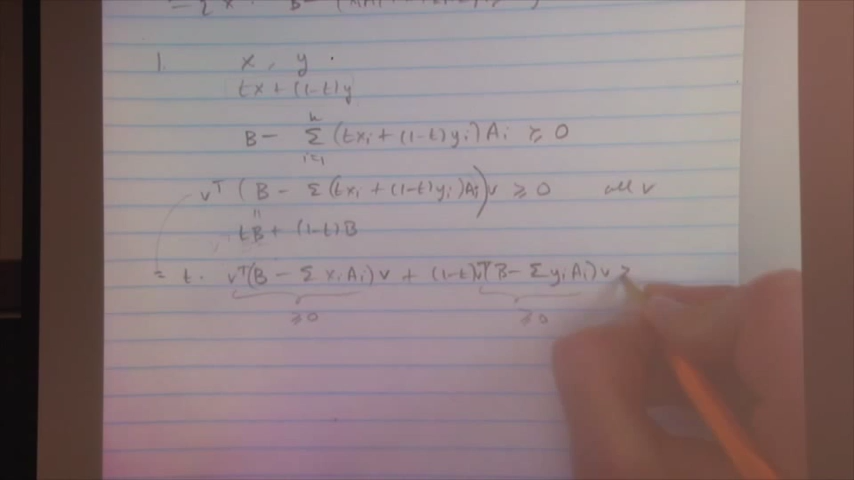 1. x, y.
tx + (1-t)y
B - Σ_{i=1}^{n} (tx_i + (1-t)y_i) A_i ≽ 0
v^T (B - Σ(tx_i + (1-t)y_i)A_i) v ≥ 0 all v
"
tB + (1-t)B
= t · v^T(B - Σ x_i A_i) v + (1-t) v^T(B - Σ y_i A_i) v ≥
≥0 ≥0